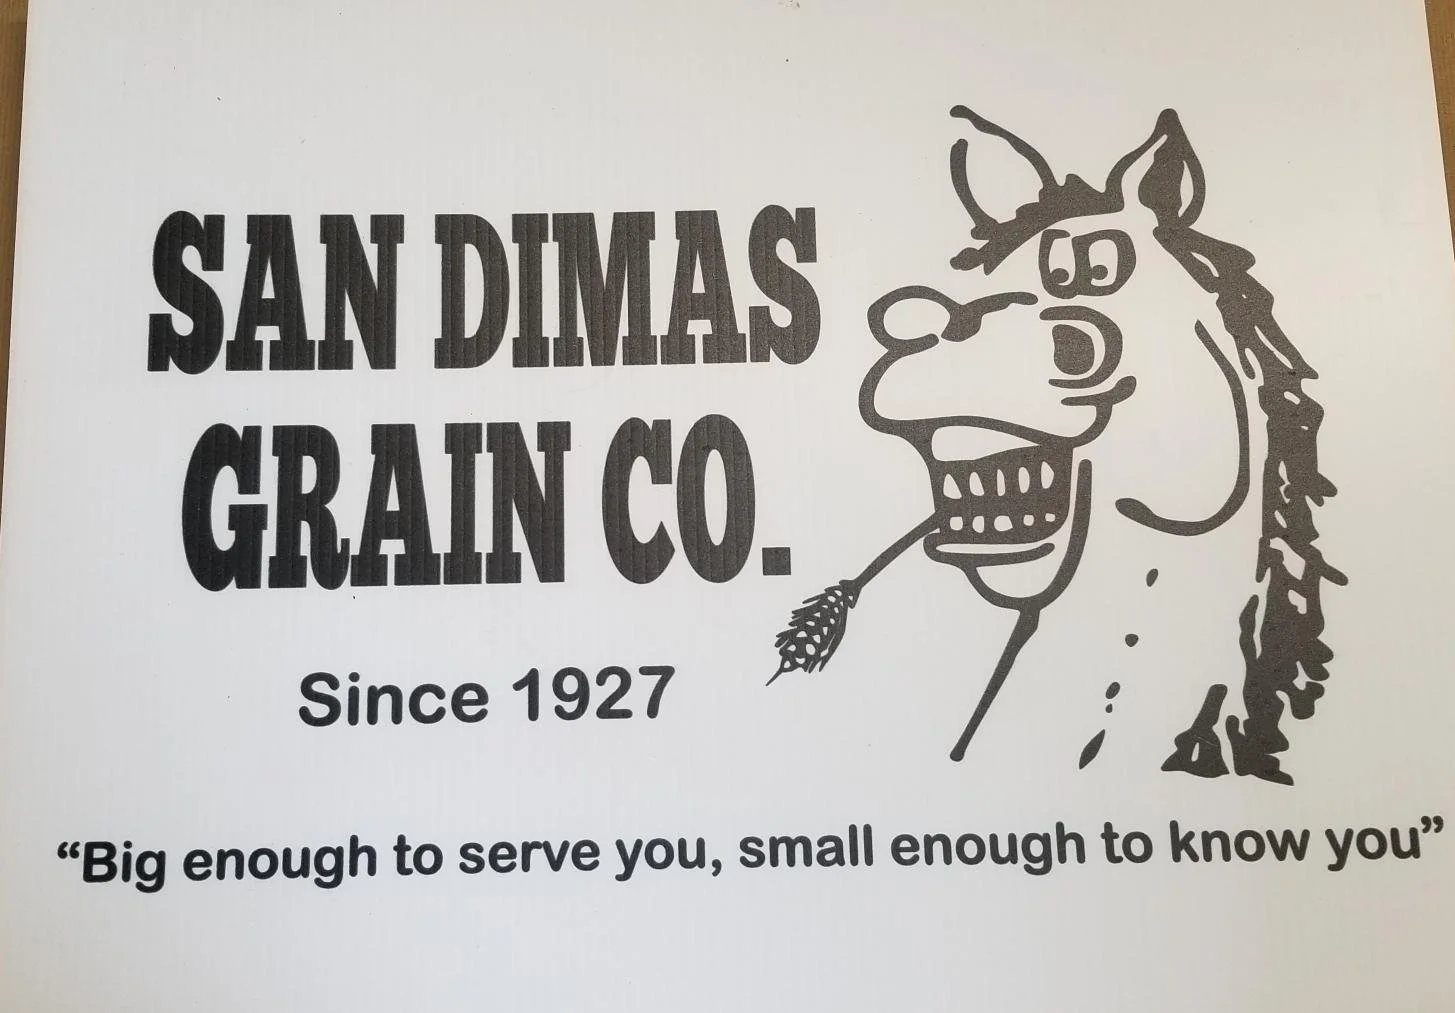 SAN DIMAS
GRAIN CO.
Since 1927
“Big enough to serve you, small enough to know you”